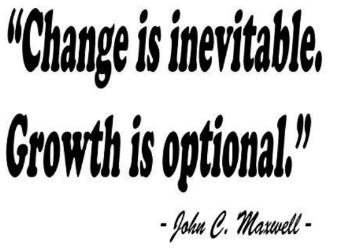 “Change is inevitable.
Growth is optional.”
- John C. Maxwell -